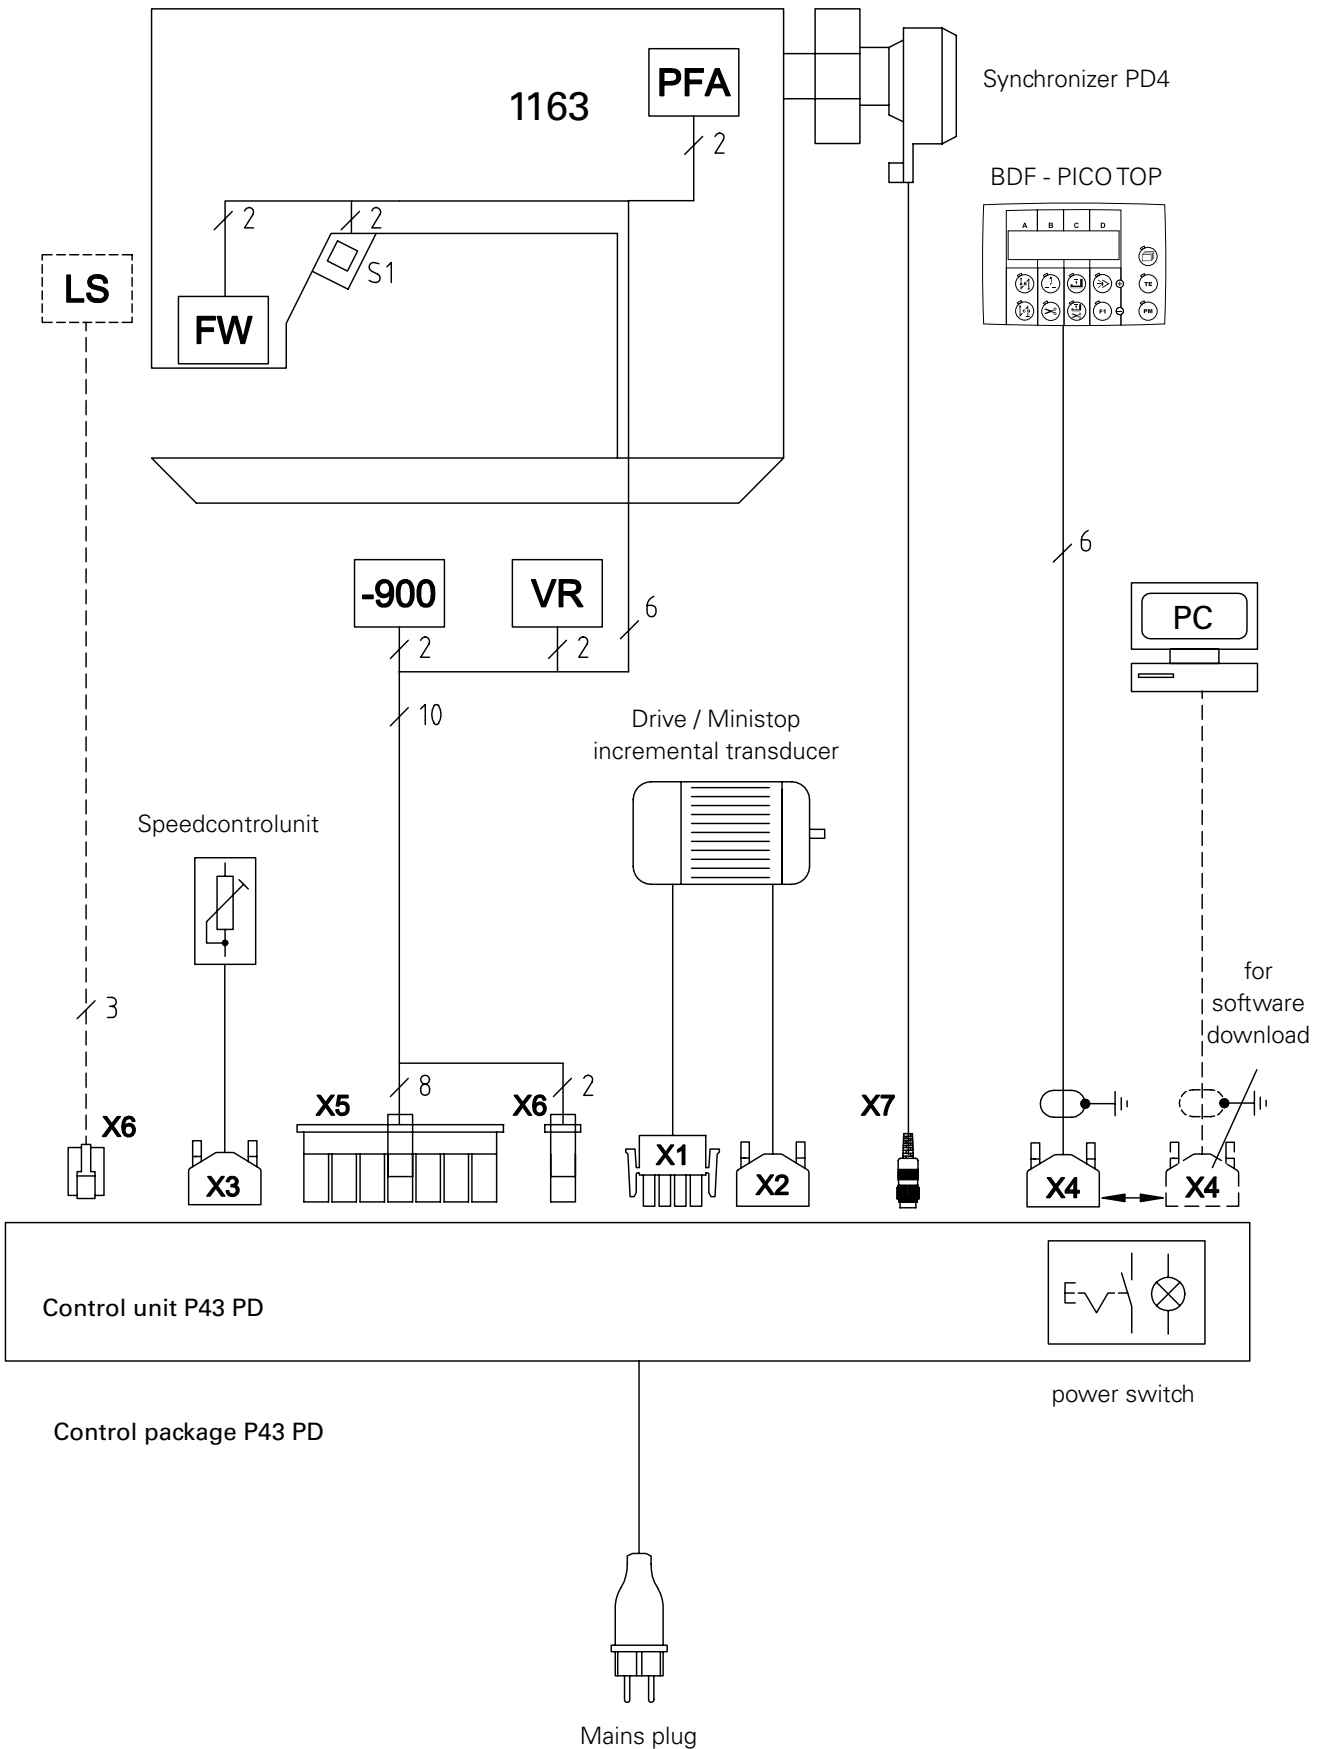 PFA
1163
Synchronizer PD4
2
BDF - PICO TOP
2
2
A B C D
LS
S1
TE
FW
F1
PM
6
-900
VR
PC
2
2
6
10
Drive / Ministop
incremental transducer
Speedcontrolunit
for
software
download
3
8
2
X6
X5
X6
X7
X3
X1
X2
X4
X4
Control unit P43 PD
power switch
Control package P43 PD
Mains plug